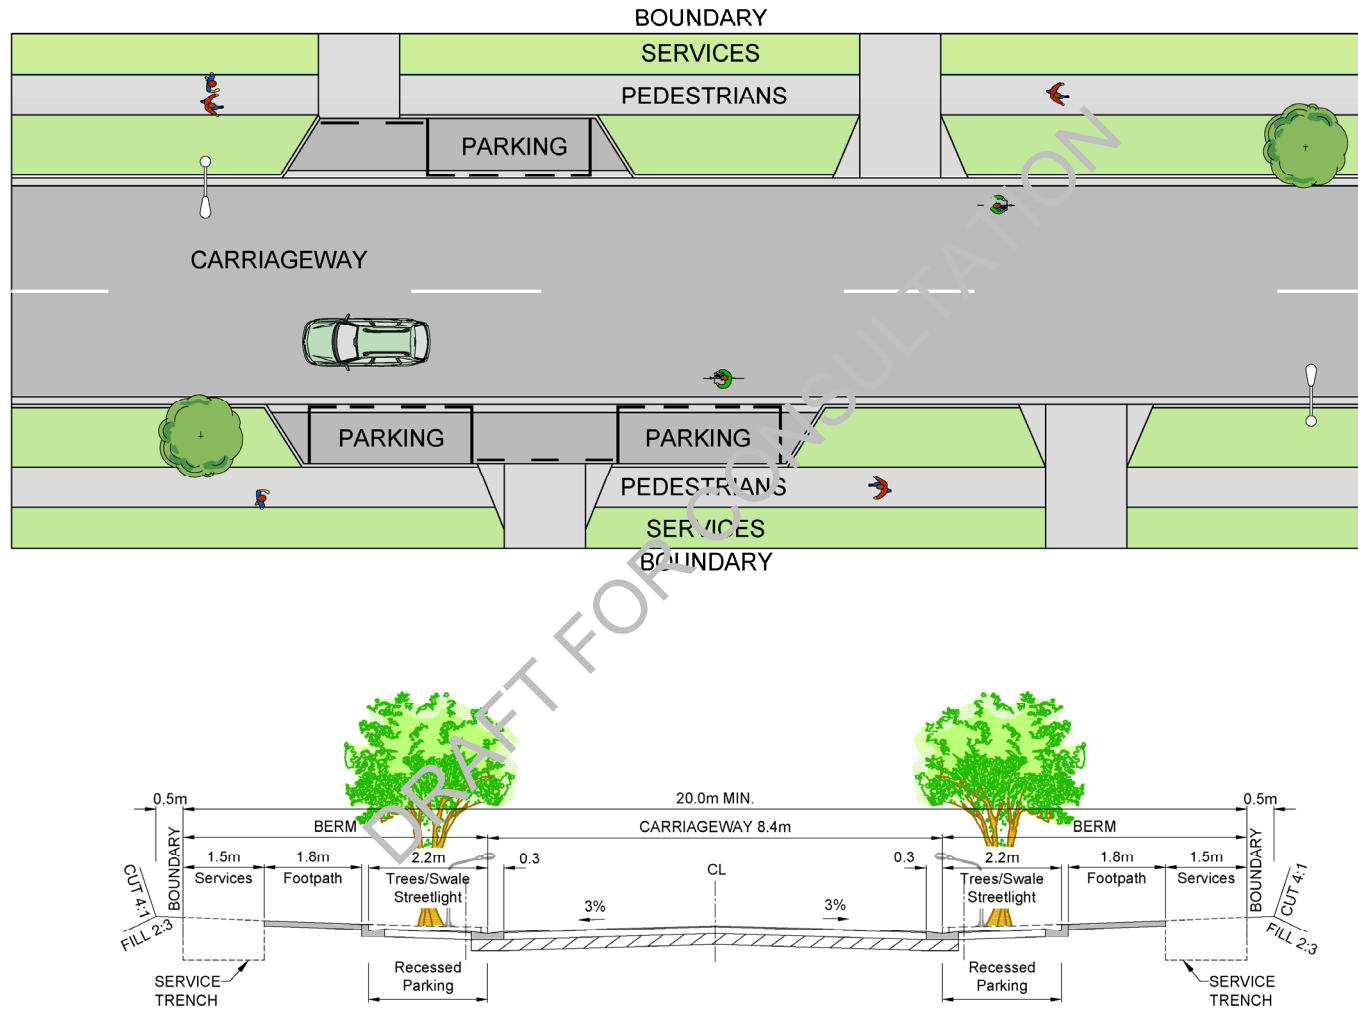 BOUNDARY
SERVICES
PEDESTRIANS
PARKING
CARRIAGEWAY
PARKING
PARKING
PEDESTRIANS
SERVICES
BOUNDARY
DRAFT FOR CONSULTATION
0.5m
20.0m MIN.
0.5m
BERM
CARRIAGEWAY 8.4m
BERM
BOUNDARY
1.5m
Services
1.8m
Footpath
2.2m
Trees/Swale
Streetlight
0.3
CL
0.3
2.2m
Trees/Swale
Streetlight
1.8m
Footpath
1.5m
Services
BOUNDARY
CUT 4:1
FILL 2:3
3%
3%
CUT 4:1
FILL 2:3
SERVICE
TRENCH
Recessed
Parking
Recessed
Parking
SERVICE
TRENCH